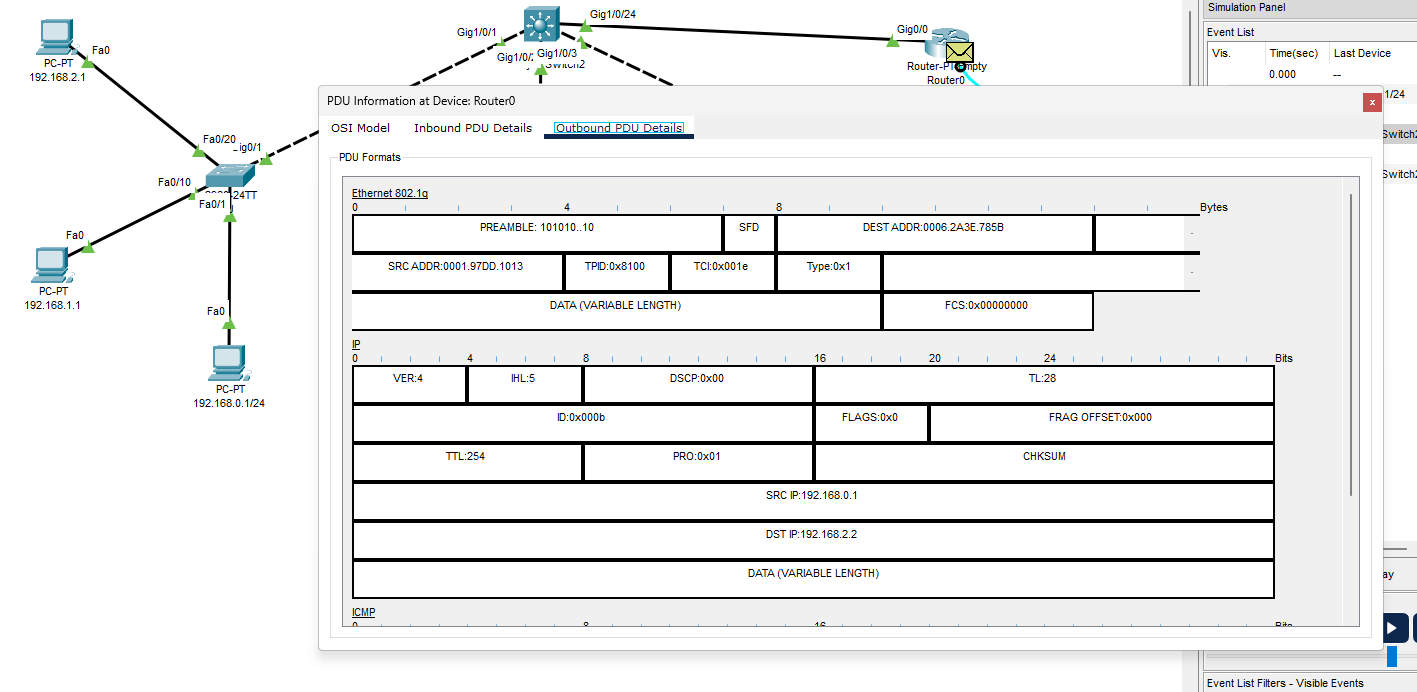 Simulation Panel
Event List
Vis. Time(sec) Last Device
0.000 --
1/24
Switch2
Switch2
Gig1/0/24
Gig1/0/1
Gig1/0/3
Gig0/0
Router-PT-Empty
Router0
Fa0
PC-PT
192.168.2.1
Fa0/20
Fa0/10
Fa0/1
24TT
Fa0
PC-PT
192.168.1.1
Fa0
PC-PT
192.168.0.1/24
PDU Information at Device: Router0
x
OSI Model Inbound PDU Details Outbound PDU Details
PDU Formats
Ethernet 802.1q
0 4 8 Bytes
PREAMBLE: 101010..10 SFD DEST ADDR:0006.2A3E.785B
SRC ADDR:0001.97DD.1013 TPID:0x8100 TCI:0x001e Type:0x1
DATA (VARIABLE LENGTH) FCS:0x00000000
IP
0 4 8 16 20 24 Bits
VER:4 IHL:5 DSCP:0x00 TL:28
ID:0x000b FLAGS:0x0 FRAG OFFSET:0x000
TTL:254 PRO:0x01 CHKSUM
SRC IP:192.168.0.1
DST IP:192.168.2.2
DATA (VARIABLE LENGTH)
ICMP
0 8 16 Bits
ay
Event List Filters - Visible Events